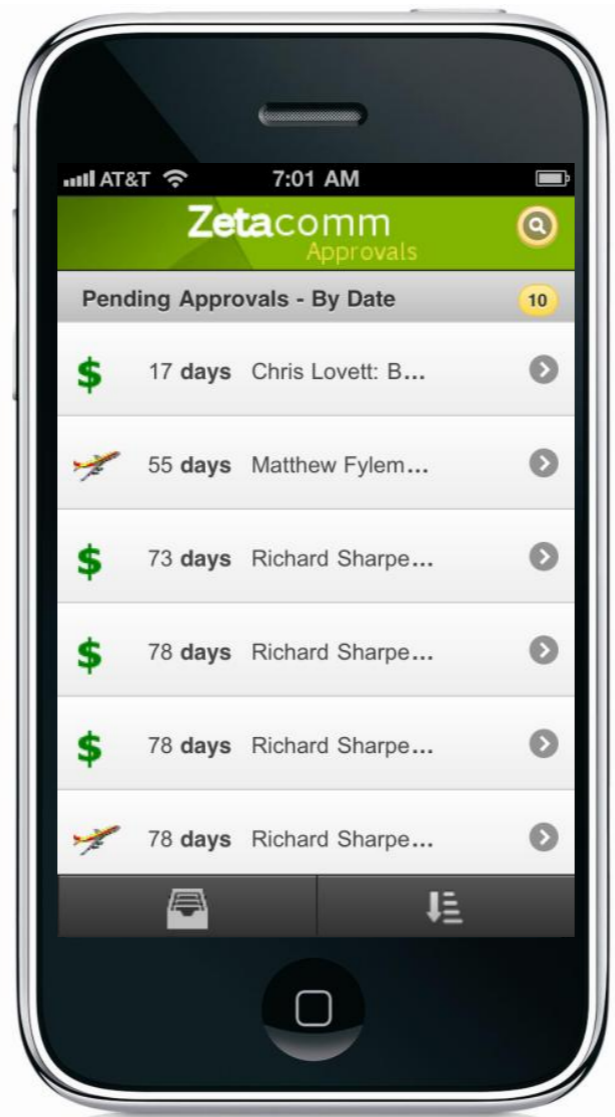 AT&T 7:01 AM
Zetacomm
Approvals
Pending Approvals - By Date 10
$ 17 days Chris Lovett: B...
55 days Matthew Fylem...
$ 73 days Richard Sharpe...
$ 78 days Richard Sharpe...
$ 78 days Richard Sharpe...
78 days Richard Sharpe...